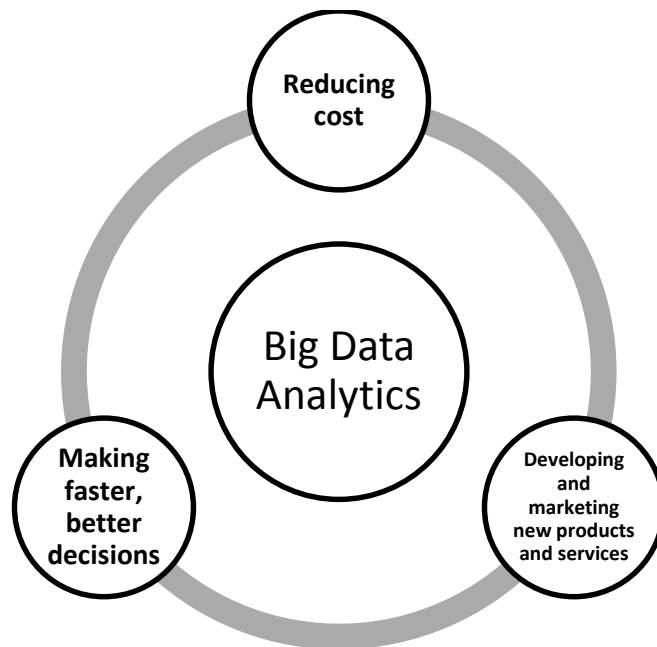 Reducing
cost
Big Data
Analytics
Making
faster,
better
decisions
Developing
and
marketing
new products
and services